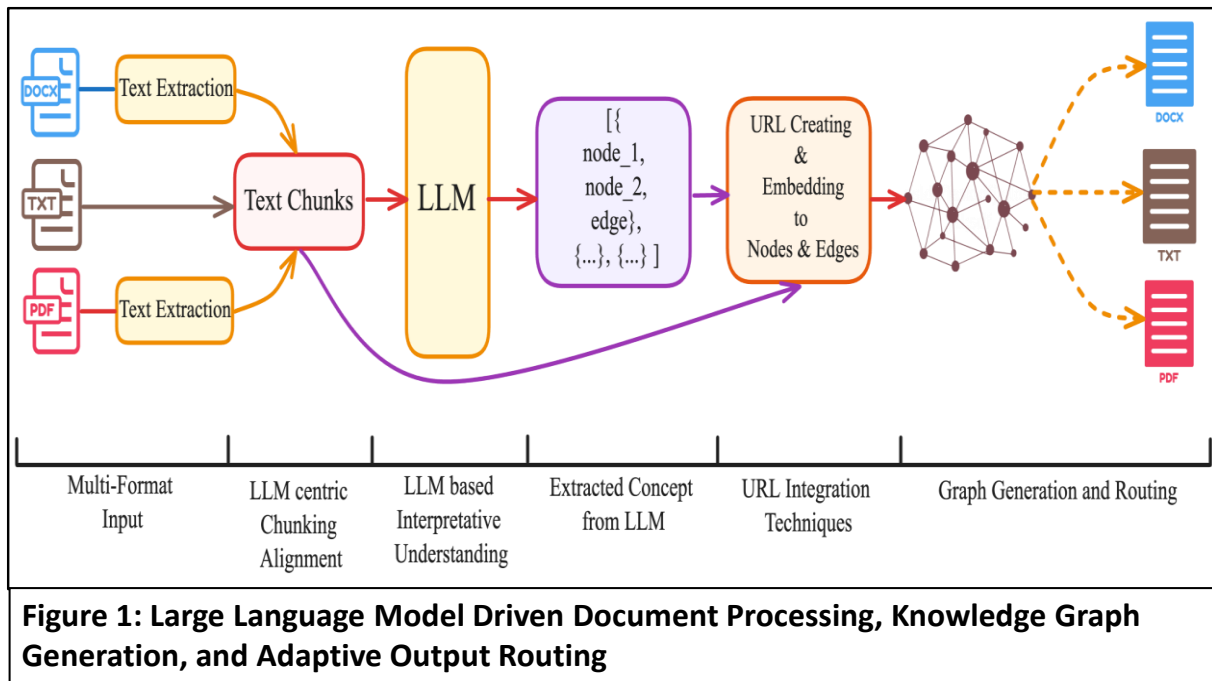 DOCX
Text Extraction
TXT
PDF
Text Extraction
Text Chunks
LLM
[{
node_1,
node_2,
edge},
{...}, {...} ]
URL Creating
&
Embedding
to
Nodes & Edges
DOCX
TXT
PDF
Multi-Format
Input
LLM centric
Chunking
Alignment
LLM based
Interpretative
Understanding
Extracted Concept
from LLM
URL Integration
Techniques
Graph Generation and Routing
Figure 1: Large Language Model Driven Document Processing, Knowledge Graph
Generation, and Adaptive Output Routing